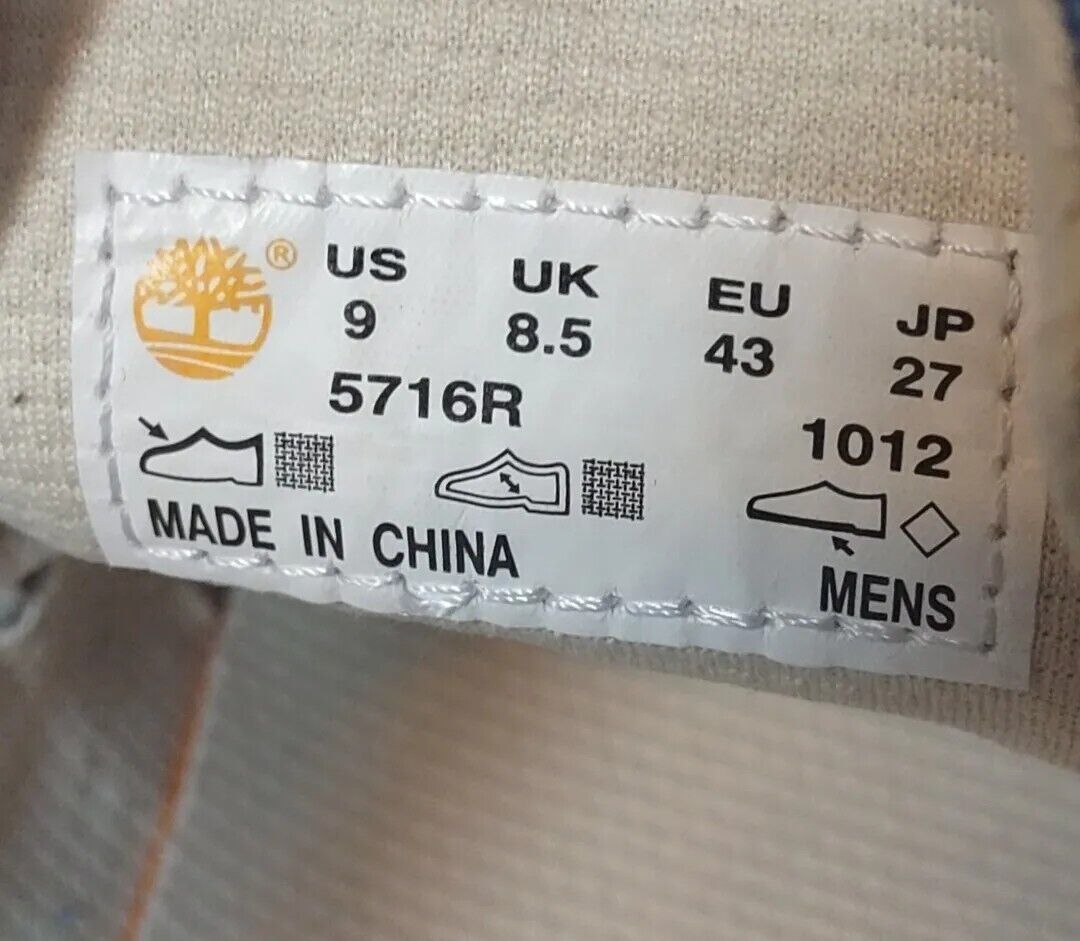 ® US UK EU JP
9 8.5 43 27
5716R 1012
MADE IN CHINA MENS